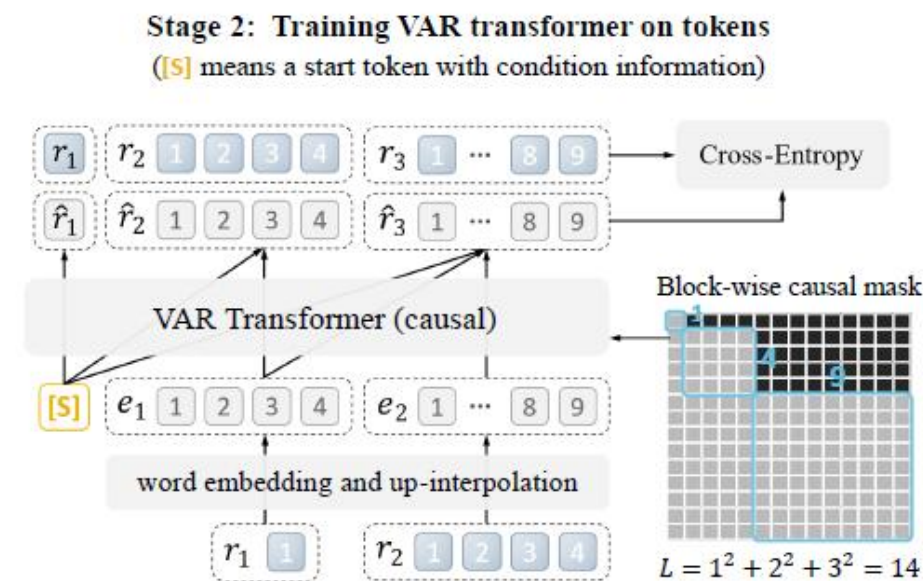 Stage 2: Training VAR transformer on tokens
([S] means a start token with condition information)
r₁ r₂ 1 2 3 4 r₃ 1 ··· 8 9
Cross-Entropy
r̂₁ r̂₂ 1 2 3 4 r̂₃ 1 ··· 8 9
VAR Transformer (causal)
Block-wise causal mask
1
4
9
[S] e₁ 1 2 3 4 e₂ 1 ··· 8 9
word embedding and up-interpolation
r₁ 1 r₂ 1 2 3 4
L = 1² + 2² + 3² = 14